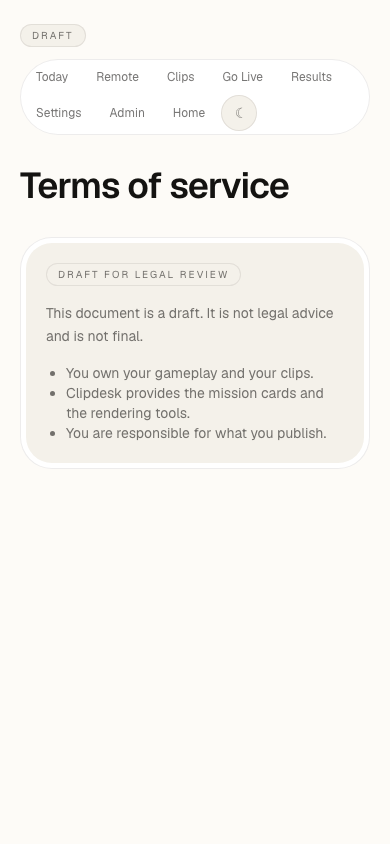 DRAFT
Today Remote Clips Go Live Results
Settings Admin Home
Terms of service
DRAFT FOR LEGAL REVIEW
This document is a draft. It is not legal advice
and is not final.
You own your gameplay and your clips.
Clipdesk provides the mission cards and
the rendering tools.
You are responsible for what you publish.